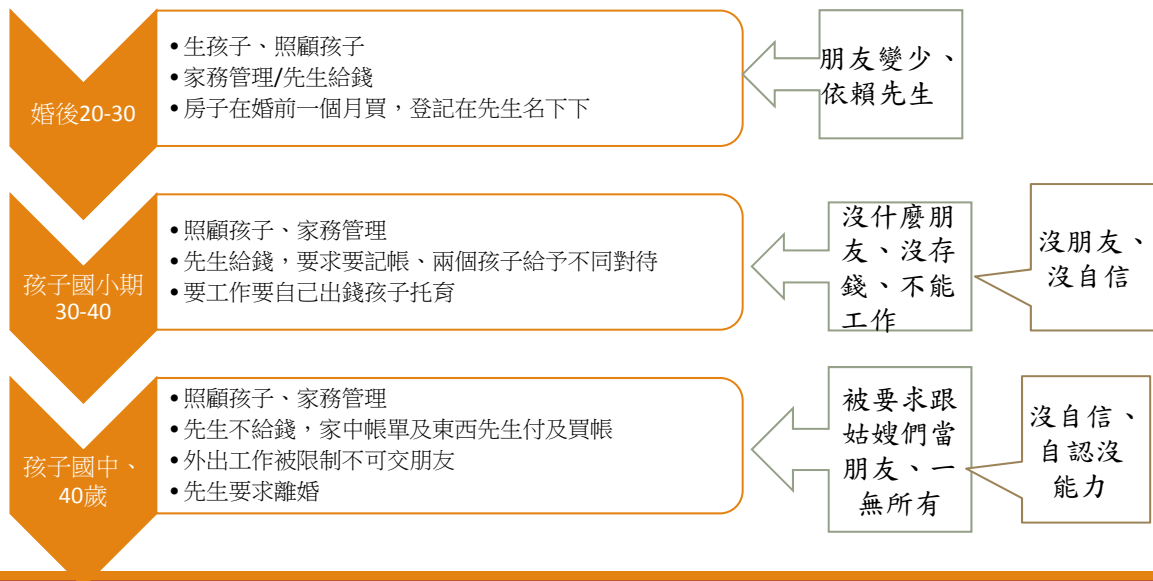 婚後20-30
•生孩子、照顧孩子
•家務管理/先生給錢
•房子在婚前一個月買，登記在先生名下下
朋友變少、
依賴先生
孩子國小期
30-40
•照顧孩子、家務管理
•先生給錢，要求要記帳、兩個孩子給予不同對待
•要工作要自己出錢孩子托育
沒什麼朋
友、沒存
錢、不能
工作
沒朋友、
沒自信
孩子國中、
40歲
•照顧孩子、家務管理
•先生不給錢，家中帳單及東西先生付及買帳
•外出工作被限制不可交朋友
•先生要求離婚
被要求跟
姑嫂們當
朋友、一
無所有
沒自信、
自認沒
能力